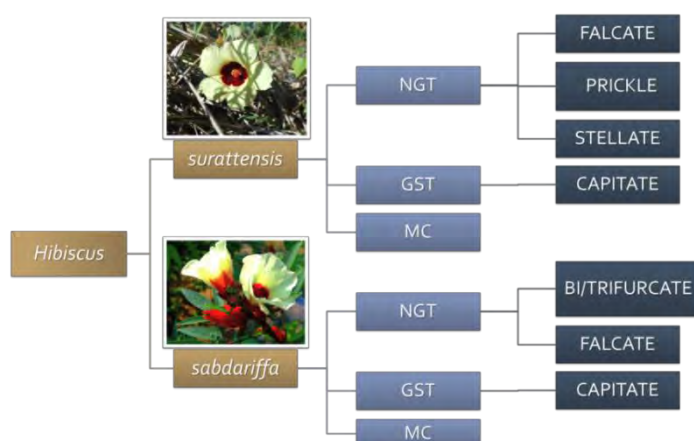 Hibiscus
surattensis
NGT
FALCATE
PRICKLE
STELLATE
GST
CAPITATE
MC
sabdariffa
NGT
BI/TRIFURCATE
FALCATE
GST
CAPITATE
MC